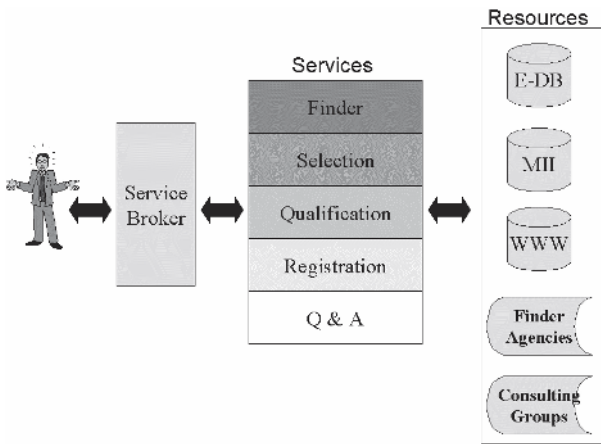 Resources
Services
E-DB
Finder
Selection
MII
Service
Broker
Qualification
WWW
Registration
Q & A
Finder
Agencies
Consulting
Groups